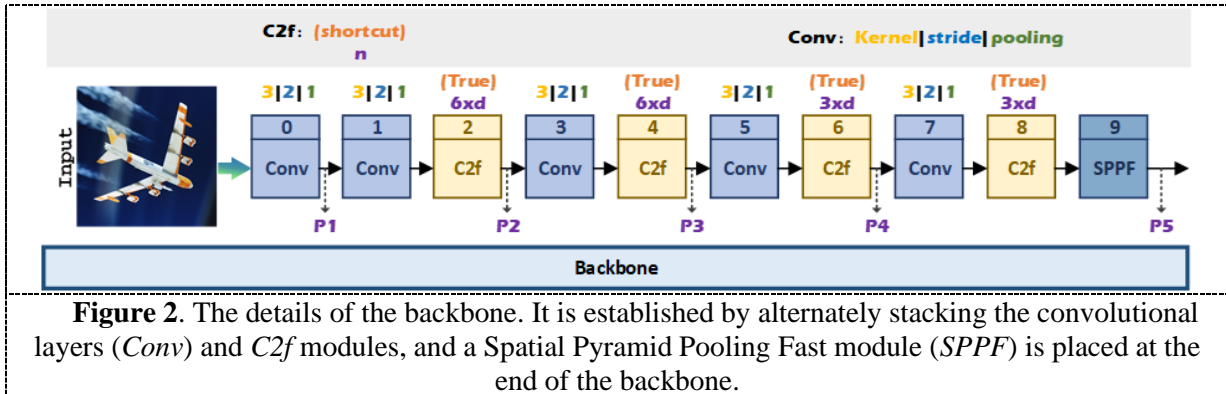 C2f: (shortcut)
n
Conv: Kernel|stride|pooling
Input
3|2|1 3|2|1 (True) 3|2|1 (True) 3|2|1 (True) 3|2|1 (True)
6xd 6xd 3xd 3xd
0 1 2 3 4 5 6 7 8 9
Conv Conv C2f Conv C2f Conv C2f Conv C2f SPPF
P1 P2 P3 P4 P5
Backbone
Figure 2. The details of the backbone. It is established by alternately stacking the convolutional
layers (Conv) and C2f modules, and a Spatial Pyramid Pooling Fast module (SPPF) is placed at the
end of the backbone.